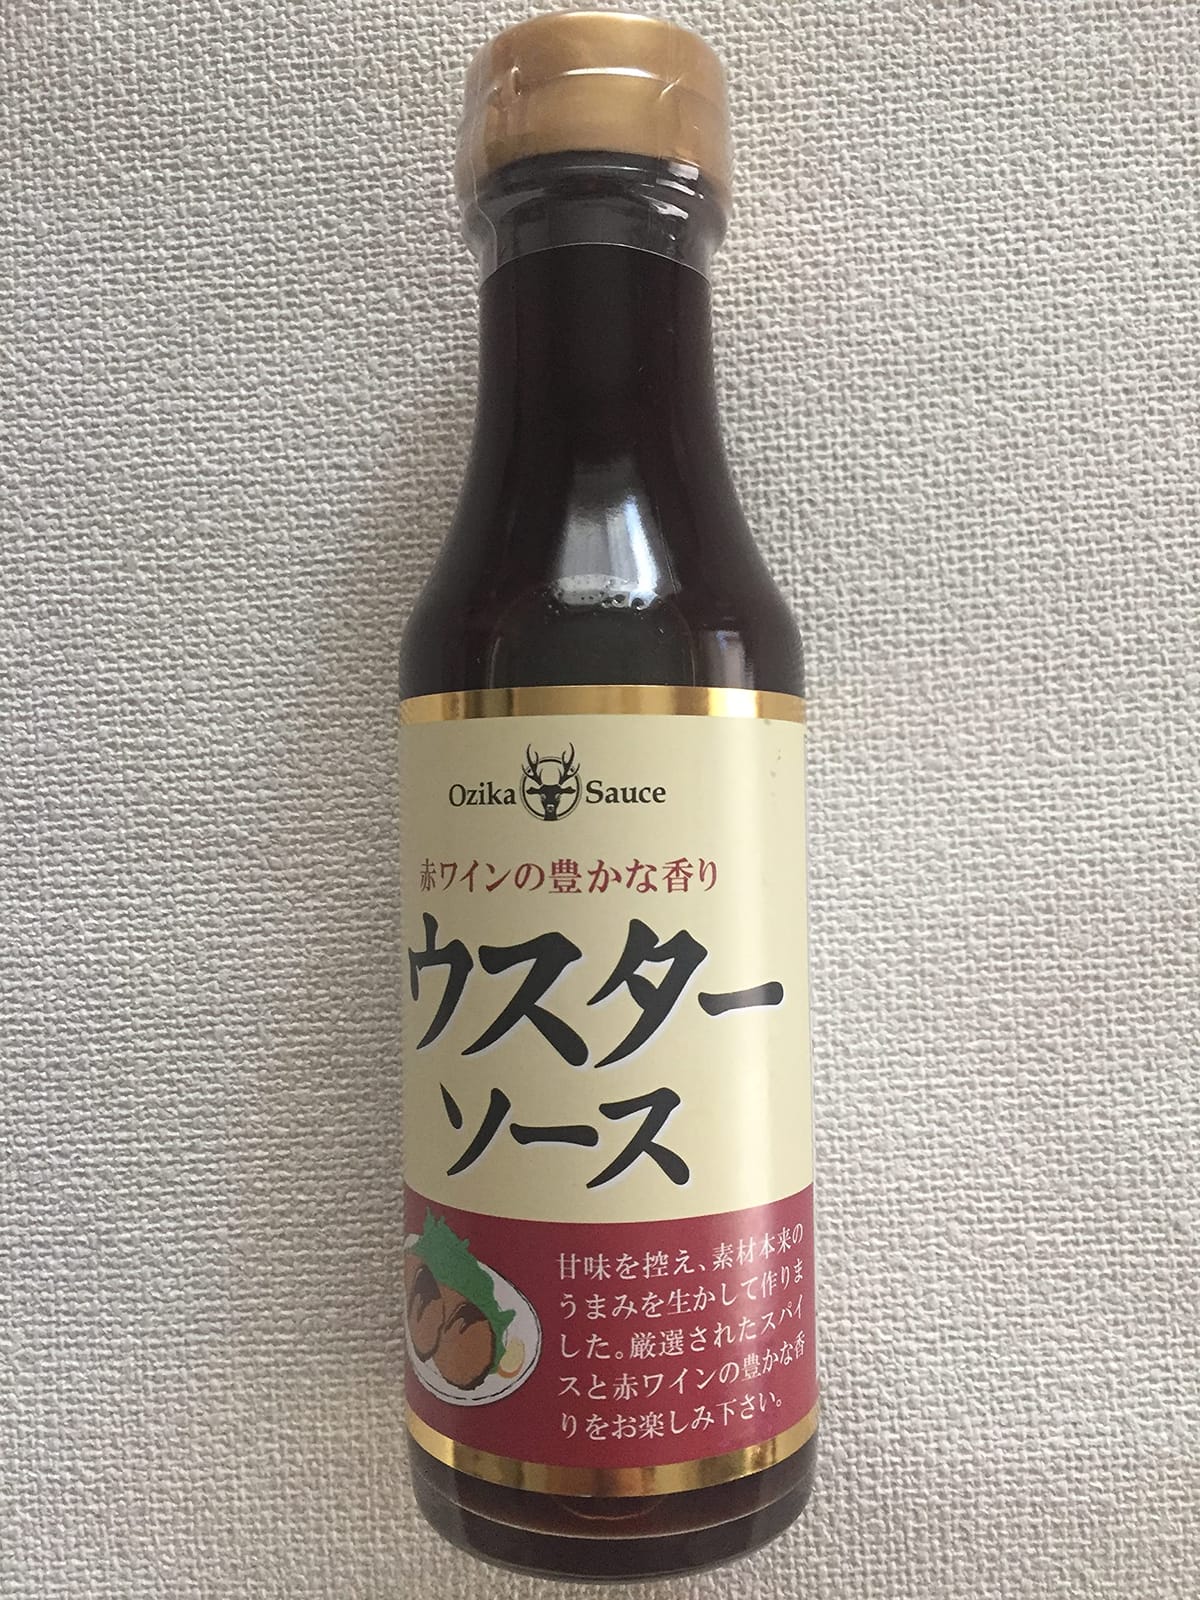 Ozika Sauce
赤ワインの豊かな香り
ウスター
ソース
甘味を控え、素材本来の
うまみを生かして作りま
した。厳選されたスパイ
スと赤ワインの豊かな香
りをお楽しみ下さい。